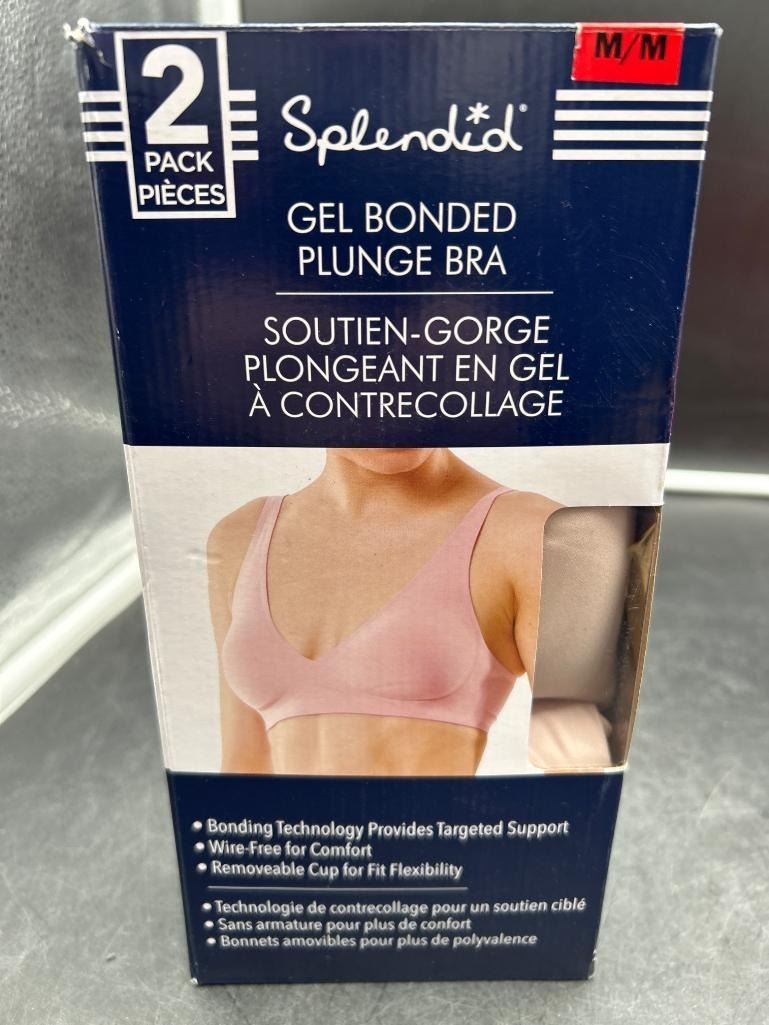 2
PACK
PIÈCES
M/M
Splendid®
GEL BONDED
PLUNGE BRA
SOUTIEN-GORGE
PLONGEANT EN GEL
À CONTRECOLLAGE
• Bonding Technology Provides Targeted Support
• Wire-Free for Comfort
• Removeable Cup for Fit Flexibility
• Technologie de contrecollage pour un soutien ciblé
• Sans armature pour plus de confort
• Bonnets amovibles pour plus de polyvalence